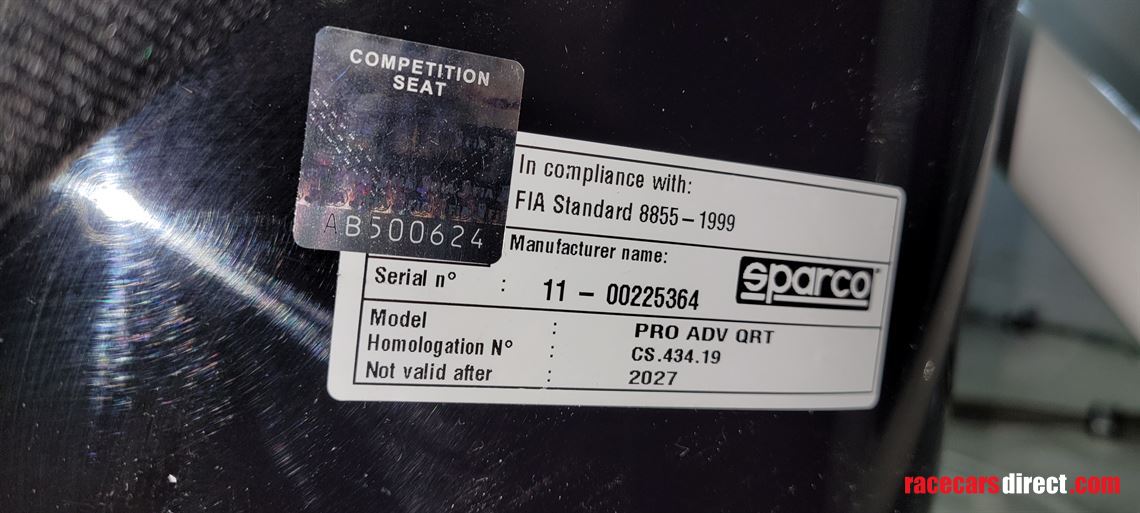 COMPETITION
SEAT
AB500624
In compliance with:
FIA Standard 8855-1999
Manufacturer name:
sparco
Serial n° : 11 - 00225364
Model : PRO ADV QRT
Homologation N° : CS.434.19
Not valid after : 2027
racecarsdirect.com